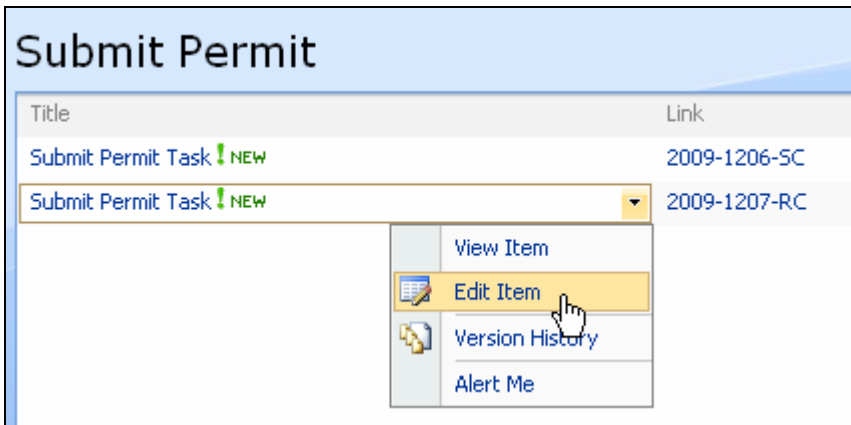 Submit Permit
Title Link
Submit Permit Task ! NEW 2009-1206-SC
Submit Permit Task ! NEW 2009-1207-RC
View Item
Edit Item
Version History
Alert Me